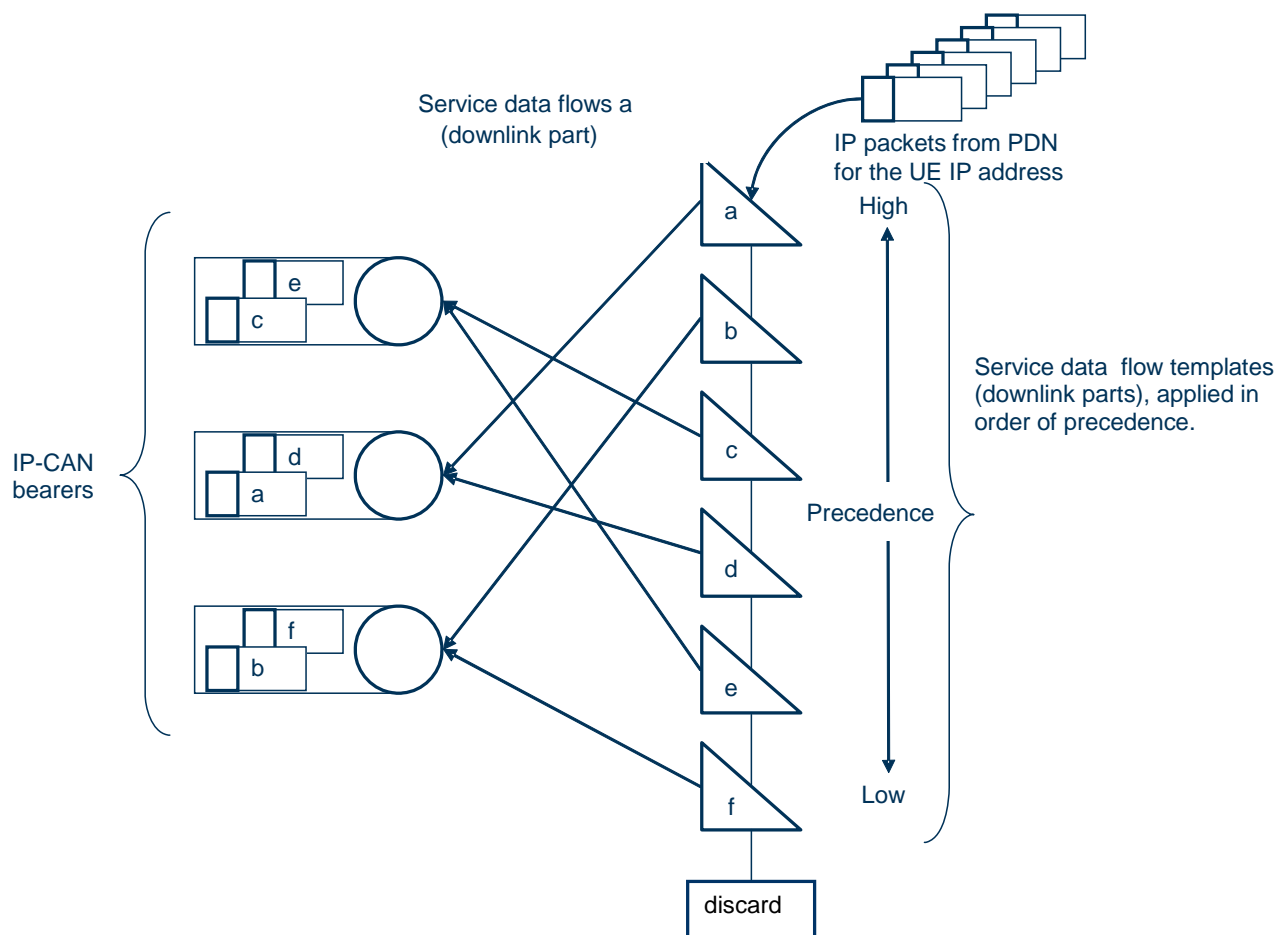 Service data flows a
(downlink part)
IP packets from PDN
for the UE IP address
High
a
b
c
d
e
f
Precedence
Low
Service data  flow templates
(downlink parts), applied in
order of precedence.
IP-CAN
bearers
e
c
d
a
f
b
discard